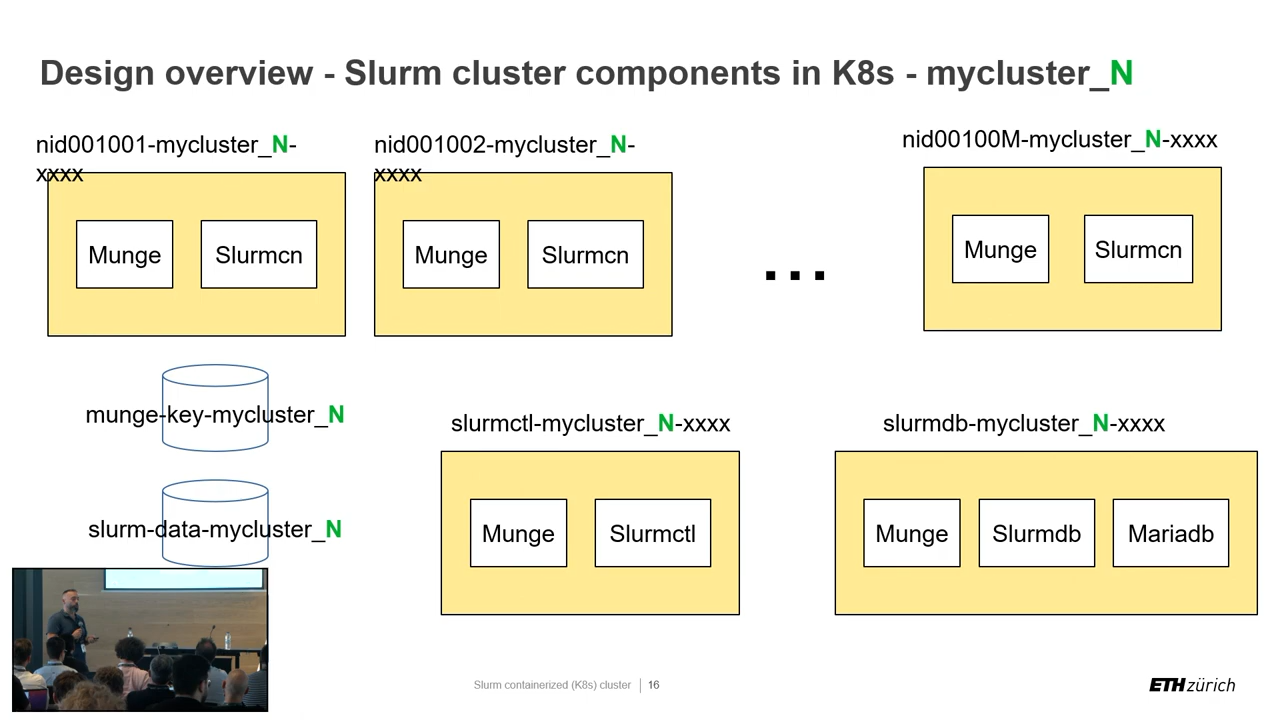 Design overview - Slurm cluster components in K8s - mycluster_N
nid001001-mycluster_N-
xxxx
nid001002-mycluster_N-
xxxx
nid00100M-mycluster_N-xxxx
Munge
Slurmcn
Munge
Slurmcn
...
Munge
Slurmcn
munge-key-mycluster_N
slurm-data-mycluster_N
slurmctl-mycluster_N-xxxx
Munge
Slurmctl
slurmdb-mycluster_N-xxxx
Munge
Slurmdb
Mariadb
Slurm containerized (K8s) cluster | 16
ETH zürich